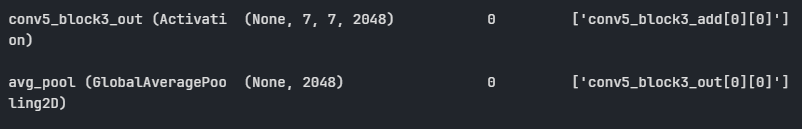 conv5_block3_out (Activati  (None, 7, 7, 2048)           0         ['conv5_block3_add[0][0]']
on)
avg_pool (GlobalAveragePoo  (None, 2048)                 0         ['conv5_block3_out[0][0]']
ling2D)